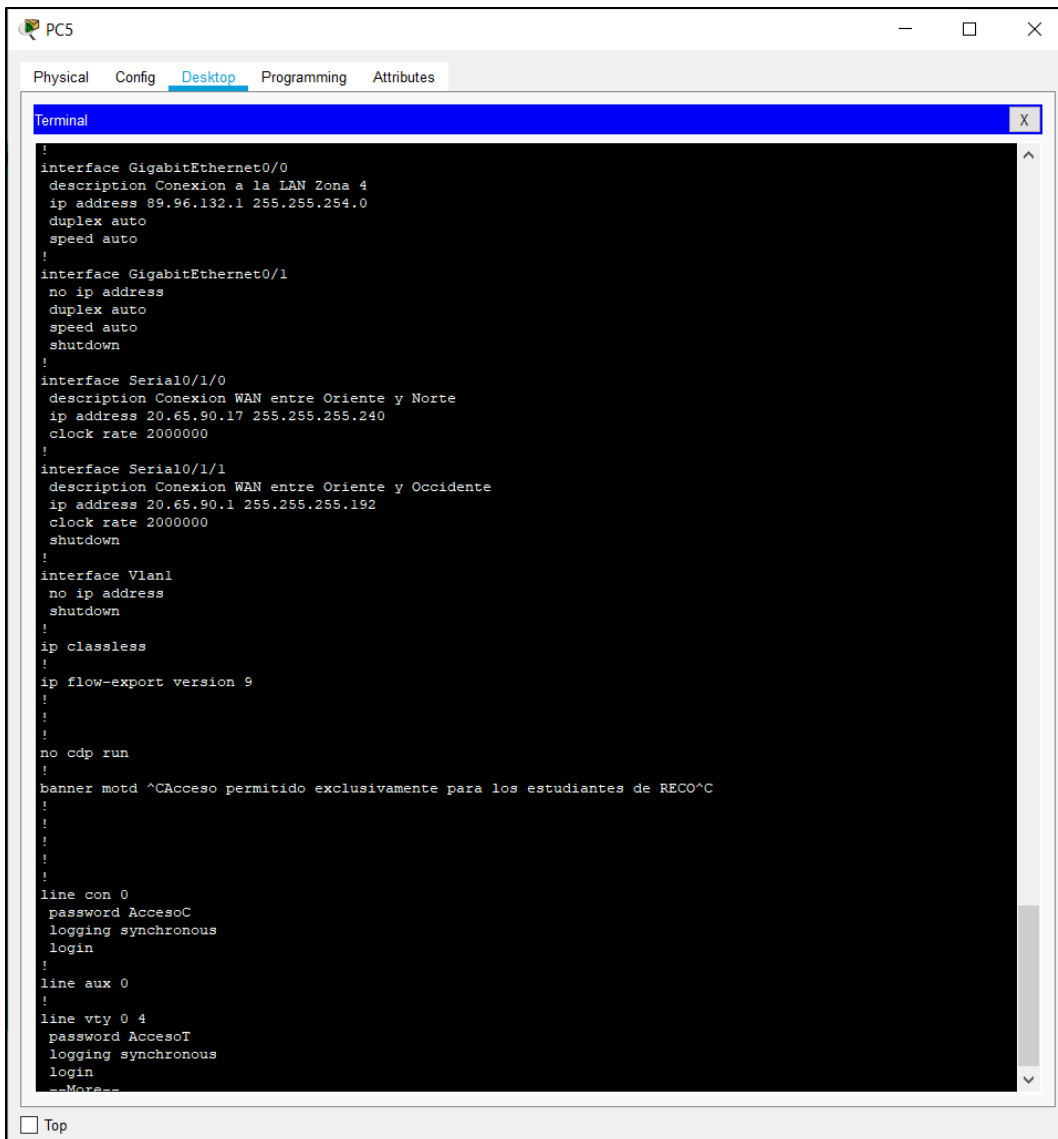 PC5
Physical Config Desktop Programming Attributes
Terminal X
!
interface GigabitEthernet0/0
description Conexion a la LAN Zona 4
ip address 89.96.132.1 255.255.254.0
duplex auto
speed auto
!
interface GigabitEthernet0/1
no ip address
duplex auto
speed auto
shutdown
!
interface Serial0/1/0
description Conexion WAN entre Oriente y Norte
ip address 20.65.90.17 255.255.255.240
clock rate 2000000
!
interface Serial0/1/1
description Conexion WAN entre Oriente y Occidente
ip address 20.65.90.1 255.255.255.192
clock rate 2000000
shutdown
!
interface Vlan1
no ip address
shutdown
!
ip classless
!
ip flow-export version 9
!
!
!
no cdp run
!
banner motd ^CAcceso permitido exclusivamente para los estudiantes de RECO^C
!
!
!
!
!
line con 0
password AccesoC
logging synchronous
login
!
line aux 0
!
line vty 0 4
password AccesoT
logging synchronous
login
--More--
Top